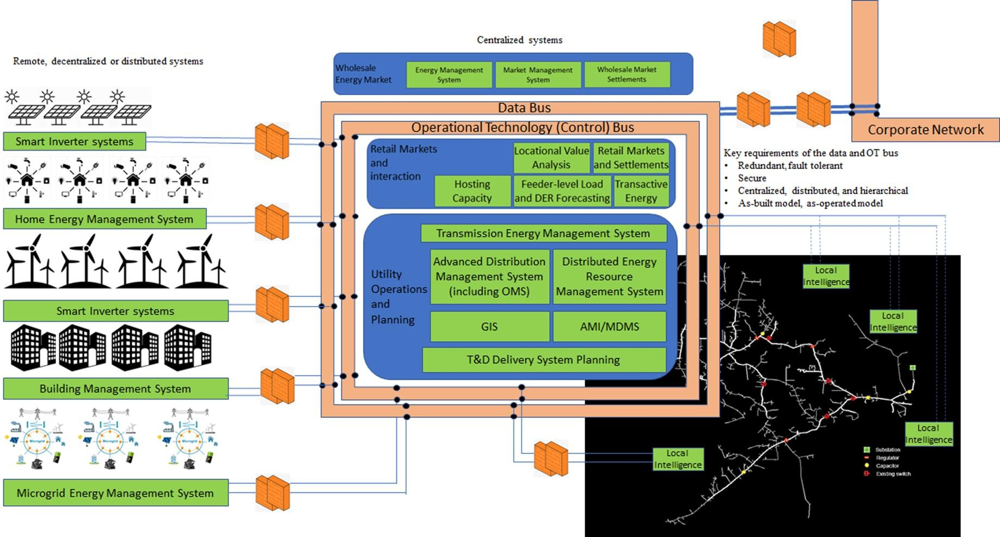 Centralized systems
Remote, decentralized or distributed systems
Wholesale
Energy Market
Energy Management
System
Market Management
System
Wholesale Market
Settlements
Data Bus
Operational Technology (Control) Bus
Corporate Network
Smart Inverter systems
Home Energy Management System
Smart Inverter systems
Building Management System
Microgrid
Microgrid
Microgrid
Microgrid Energy Management System
Retail Markets
and
interaction
Locational Value
Analysis
Retail Markets
and Settlements
Hosting
Capacity
Feeder-level Load
and DER Forecasting
Transactive
Energy
Utility
Operations
and
Planning
Transmission Energy Management System
Advanced Distribution
Management System
(including OMS)
Distributed Energy
Resource
Management System
GIS
AMI/MDMS
T&D Delivery System Planning
Key requirements of the data and OT bus
• Redundant, fault tolerant
• Secure
• Centralized, distributed, and hierarchical
• As-built model, as-operated model
Local
Intelligence
Local
Intelligence
Local
Intelligence
Local
Intelligence
Substation
Regulator
Capacitor
Existing switch